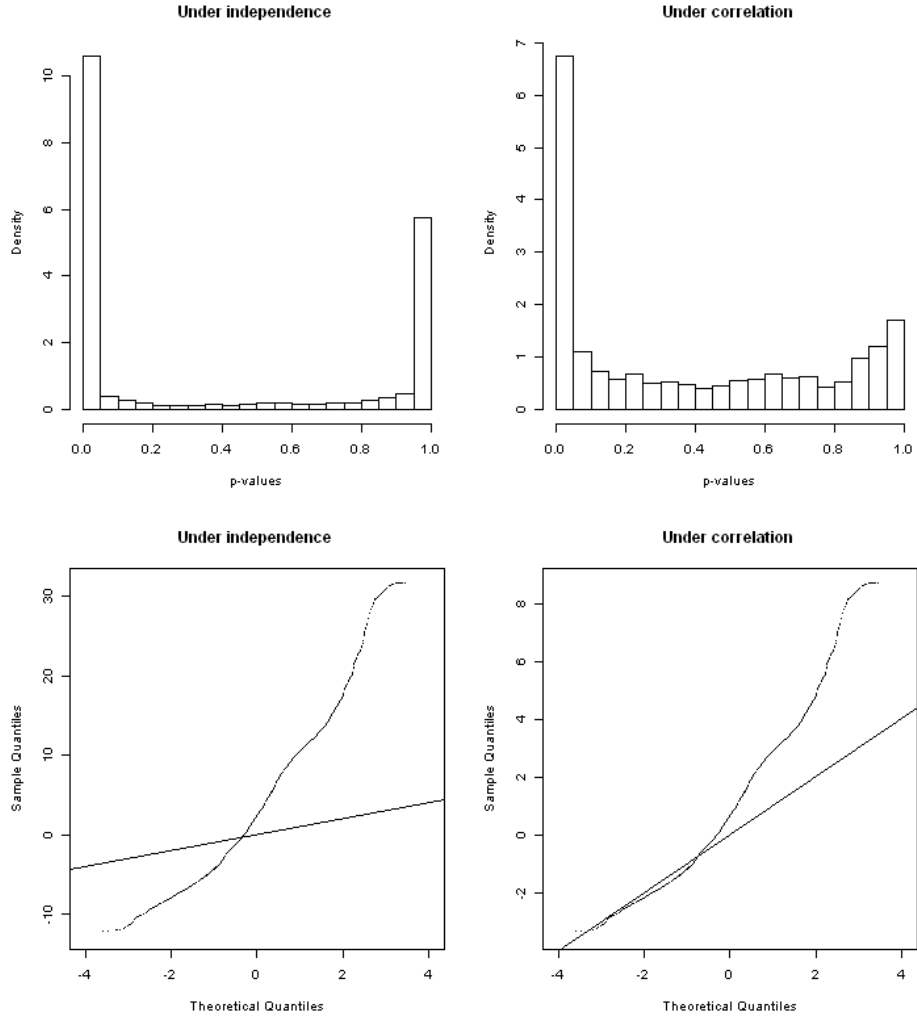 Under independence
Under correlation
10
8
6
4
2
0
Density
0.0 0.2 0.4 0.6 0.8 1.0
p-values
7
6
5
4
3
2
1
0
Density
0.0 0.2 0.4 0.6 0.8 1.0
p-values
Under independence
Under correlation
30
20
10
0
-10
Sample Quantiles
-4 -2 0 2 4
Theoretical Quantiles
8
6
4
2
0
-2
Sample Quantiles
-4 -2 0 2 4
Theoretical Quantiles